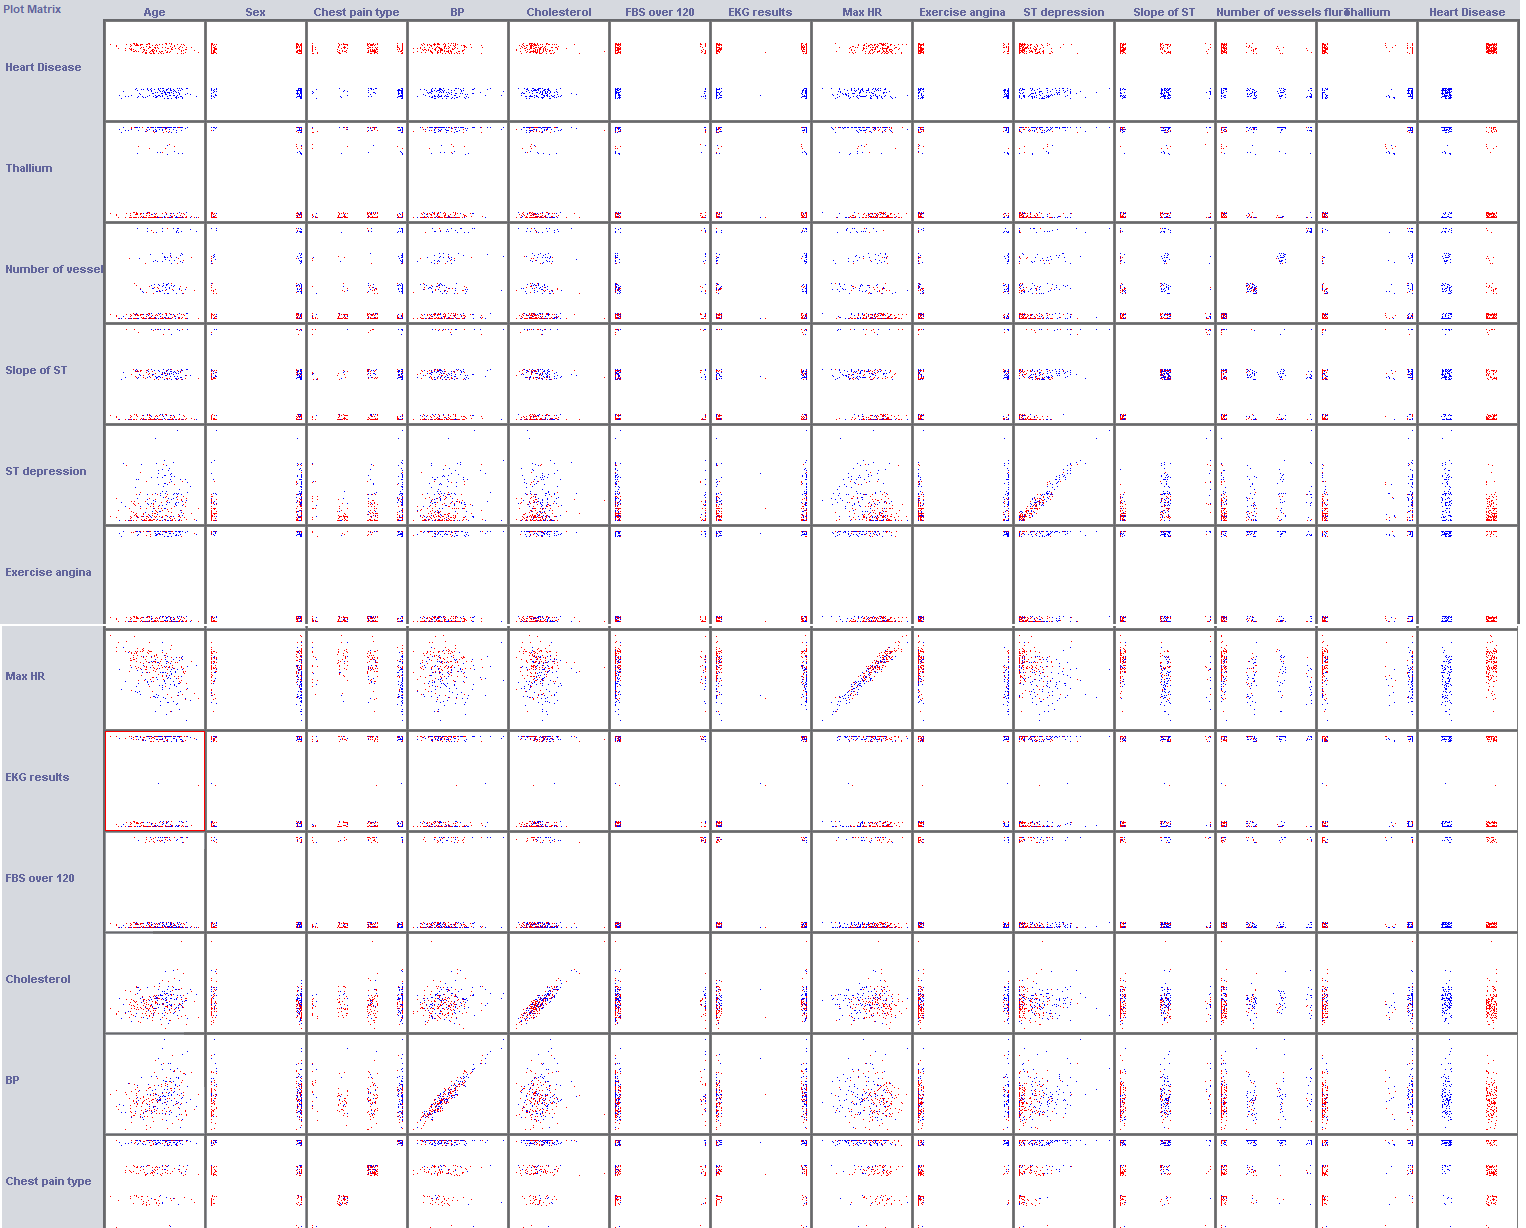 Plot Matrix
Age Sex Chest pain type BP Cholesterol FBS over 120 EKG results Max HR Exercise angina ST depression Slope of ST Number of vessels fluro Thallium Heart Disease
Heart Disease
Thallium
Number of vessel
Slope of ST
ST depression
Exercise angina
Max HR
EKG results
FBS over 120
Cholesterol
BP
Chest pain type